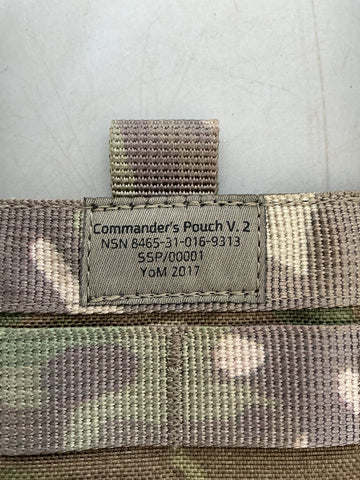 Commander's Pouch V. 2
NSN 8465-31-016-9313
SSP/00001
YoM 2017